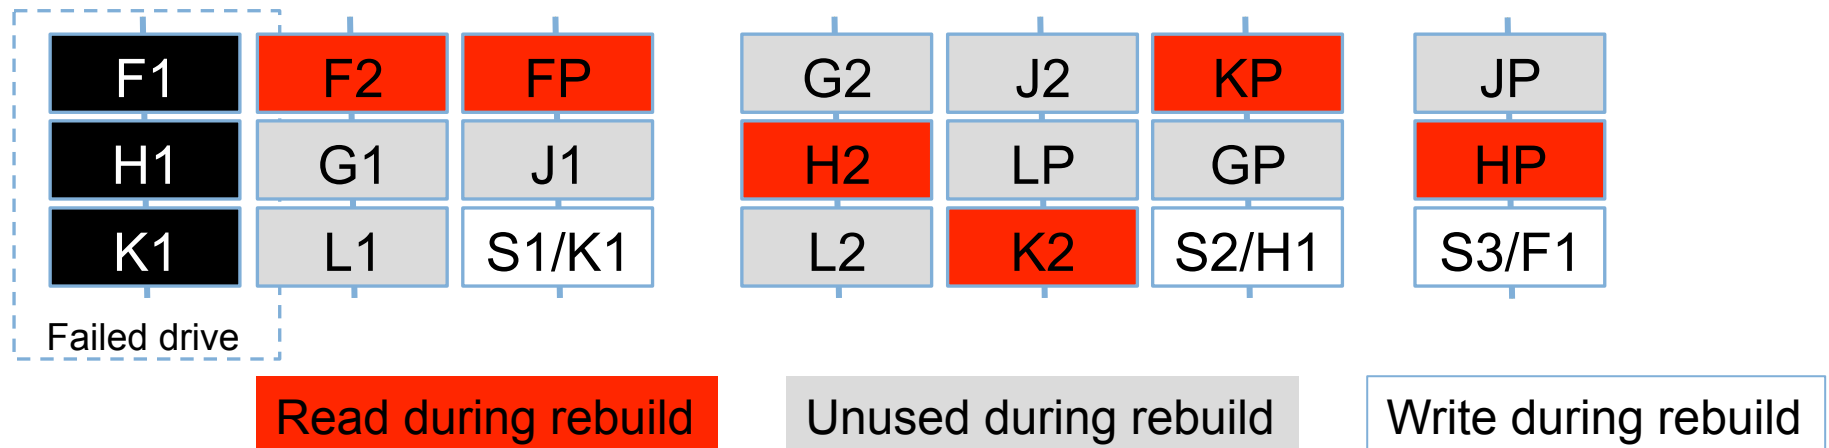 F1 F2 FP G2 J2 KP JP
H1 G1 J1 H2 LP GP HP
K1 L1 S1/K1 L2 K2 S2/H1 S3/F1
Failed drive
Read during rebuild Unused during rebuild Write during rebuild